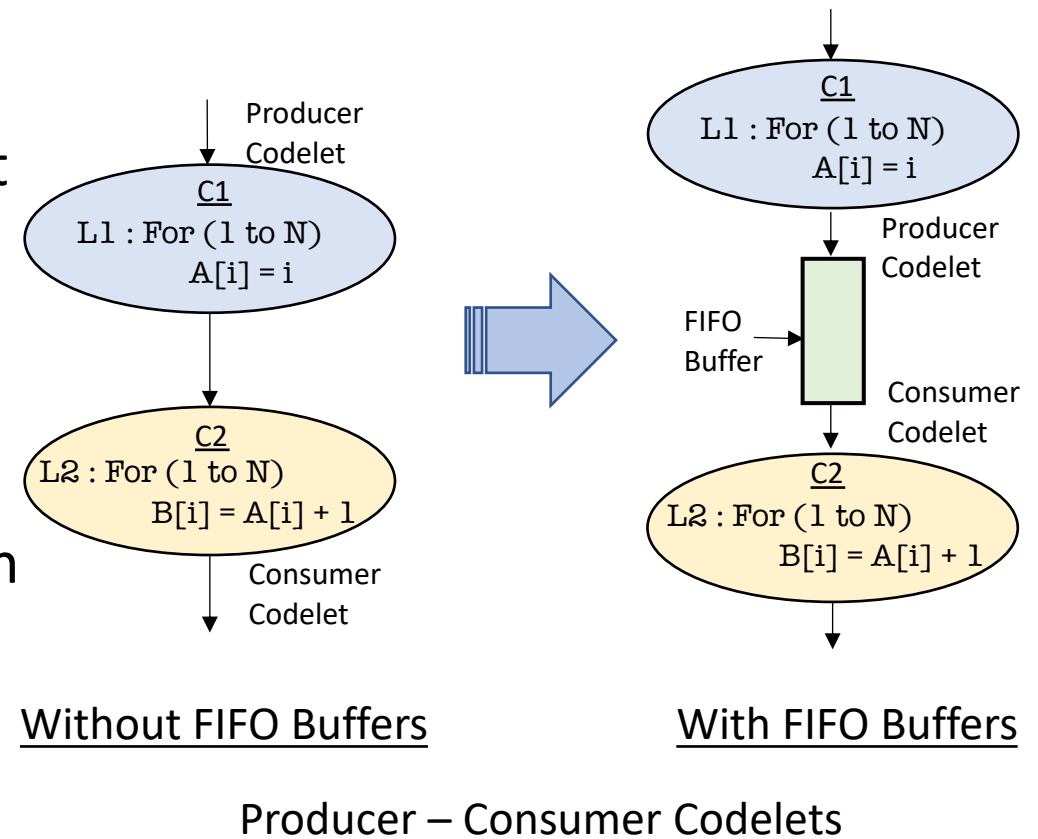 Producer
Codelet
t
C1
L1 : For (1 to N)
A[i] = i
C2
L2 : For (1 to N)
B[i] = A[i] + 1
n
Consumer
Codelet
Without FIFO Buffers
C1
L1 : For (1 to N)
A[i] = i
Producer
Codelet
FIFO
Buffer
Consumer
Codelet
C2
L2 : For (1 to N)
B[i] = A[i] + 1
With FIFO Buffers
Producer – Consumer Codelets